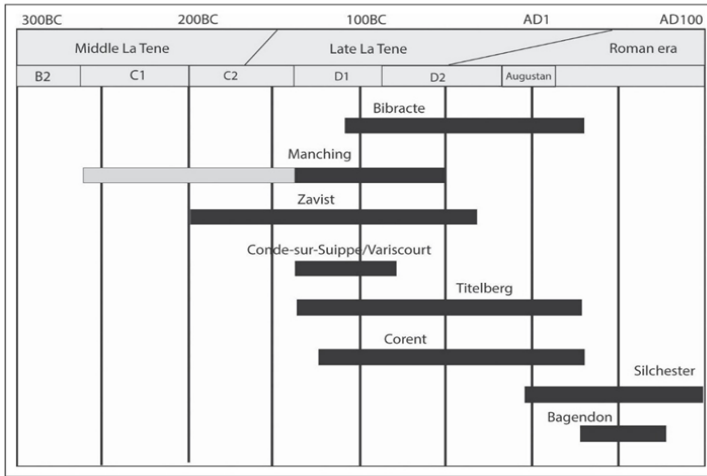 300BC 200BC 100BC AD1 AD100
Middle La Tene Late La Tene Roman era
B2 C1 C2 D1 D2 Augustan
Bibracte
Manching
Zavist
Conde-sur-Suippe/Variscourt
Titelberg
Corent
Silchester
Bagendon